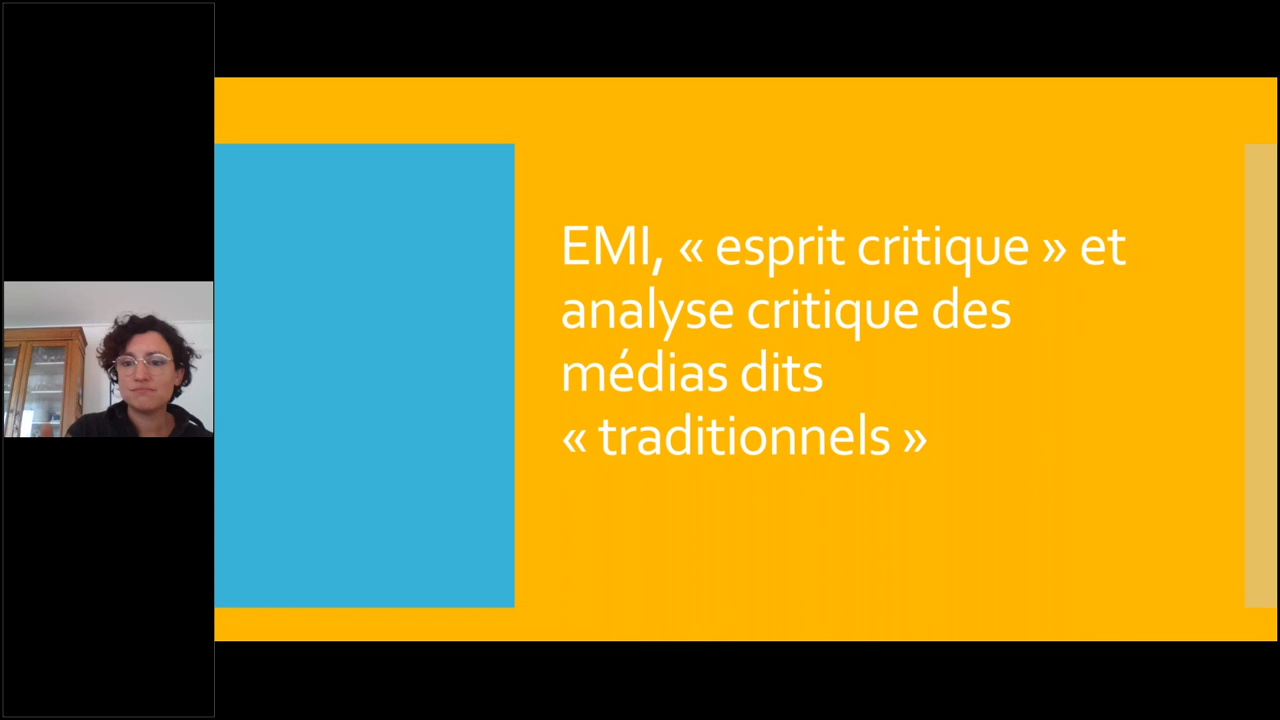 EMI, « esprit critique » et
analyse critique des
médias dits
« traditionnels »